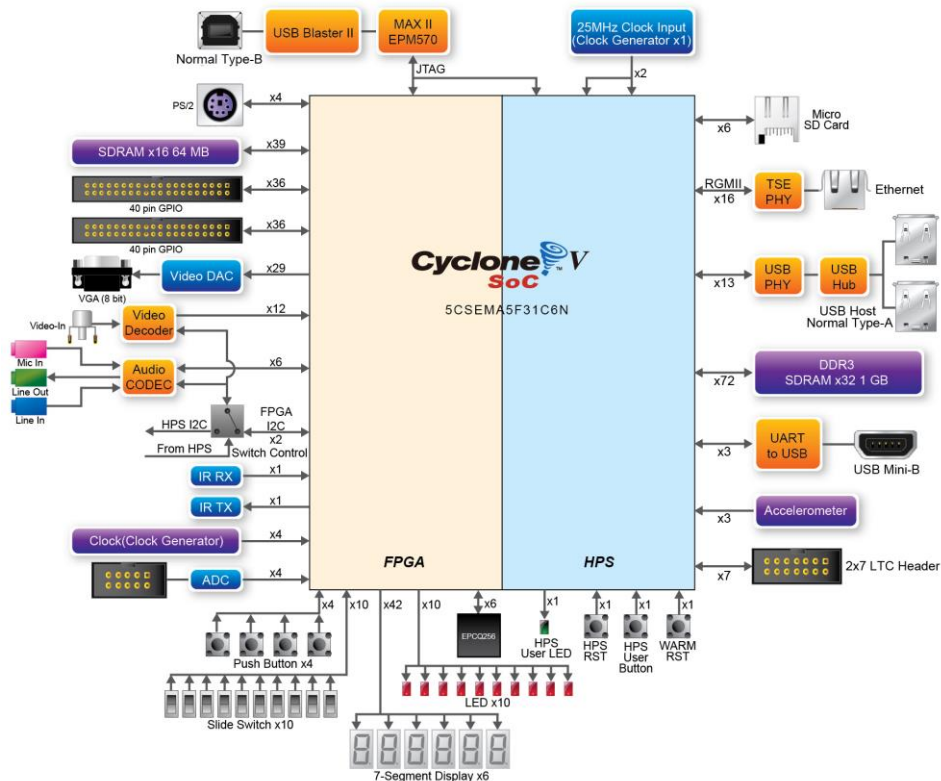 Normal Type-B
USB Blaster II
MAX II
EPM570
JTAG
25MHz Clock Input
(Clock Generator x1)
x2
PS/2
x4
SDRAM x16 64 MB
x39
40 pin GPIO
x36
40 pin GPIO
x36
VGA (8 bit)
Video DAC
x29
Video-In
Video
Decoder
x12
Mic In
Line Out
Line In
Audio
CODEC
x6
HPS I2C
From HPS
FPGA
I2C
x2
Switch Control
IR RX
x1
IR TX
x1
Clock(Clock Generator)
x4
ADC
x4
Cyclone V
TM
SoC
5CSEMA5F31C6N
FPGA
HPS
x6
Micro
SD Card
RGMII
x16
TSE
PHY
Ethernet
x13
USB
PHY
USB
Hub
USB Host
Normal Type-A
x72
DDR3
SDRAM x32 1 GB
x3
UART
to USB
USB Mini-B
x3
Accelerometer
x7
2x7 LTC Header
x4
x10
x42
x10
x6
x1
x1
x1
x1
Push Button x4
EPCQ256
HPS
User LED
HPS
RST
HPS
User
Button
WARM
RST
Slide Switch x10
LED x10
7-Segment Display x6